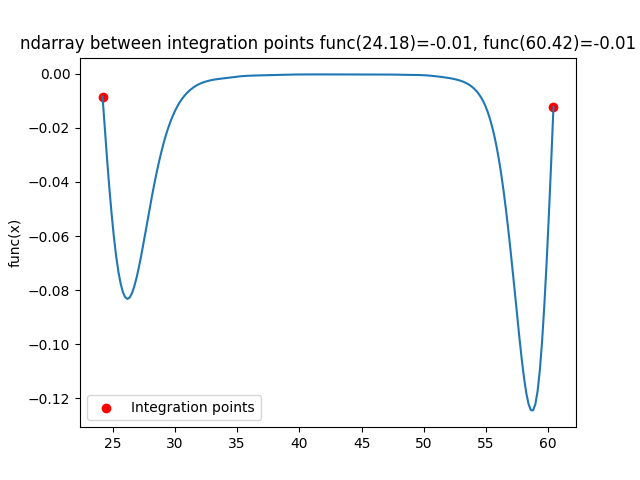 ndarray between integration points func(24.18)=-0.01, func(60.42)=-0.01
0.00
−0.02
−0.04
−0.06
−0.08
−0.10
−0.12
func(x)
Integration points
25 30 35 40 45 50 55 60